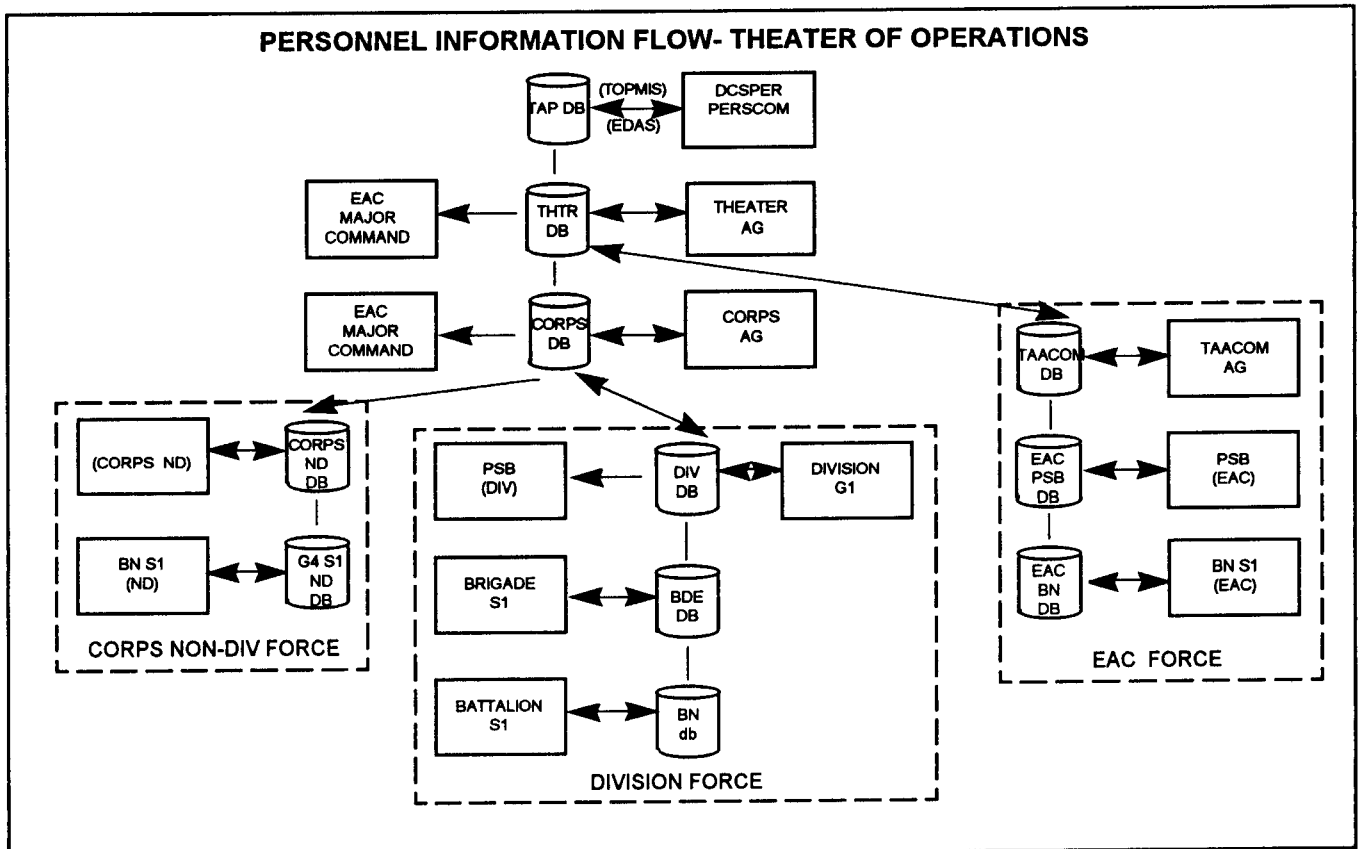 PERSONNEL INFORMATION FLOW- THEATER OF OPERATIONS
TAP DB
(TOPMIS)
(EDAS)
DCSPER
PERSCOM
EAC
MAJOR
COMMAND
THTR
DB
THEATER
AG
EAC
MAJOR
COMMAND
CORPS
DB
CORPS
AG
(CORPS ND)
CORPS
ND
DB
BN S1
(ND)
G4 S1
ND
DB
CORPS NON-DIV FORCE
PSB
(DIV)
DIV
DB
DIVISION
G1
BRIGADE
S1
BDE
DB
BATTALION
S1
BN
db
DIVISION FORCE
TAACOM
DB
TAACOM
AG
EAC
PSB
DB
PSB
(EAC)
EAC
BN
DB
BN S1
(EAC)
EAC FORCE